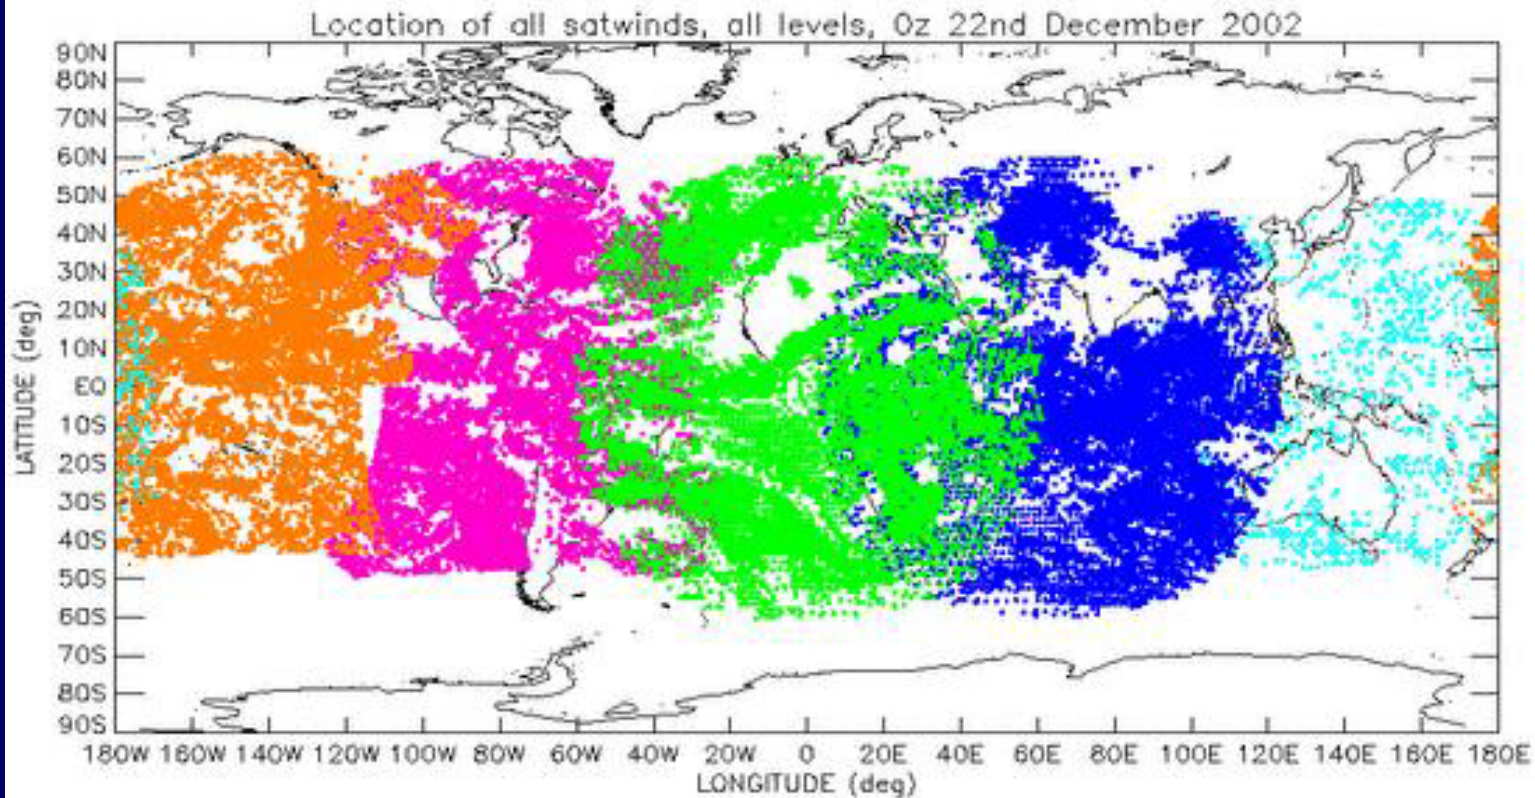 Location of all satwinds, all levels, 0z 22nd December 2002
LATITUDE (deg)
90N
80N
70N
60N
50N
40N
30N
20N
10N
EQ
10S
20S
30S
40S
50S
60S
70S
80S
90S
180W 160W 140W 120W 100W 80W 60W 40W 20W 0 20E 40E 60E 80E 100E 120E 140E 160E 180E
LONGITUDE (deg)